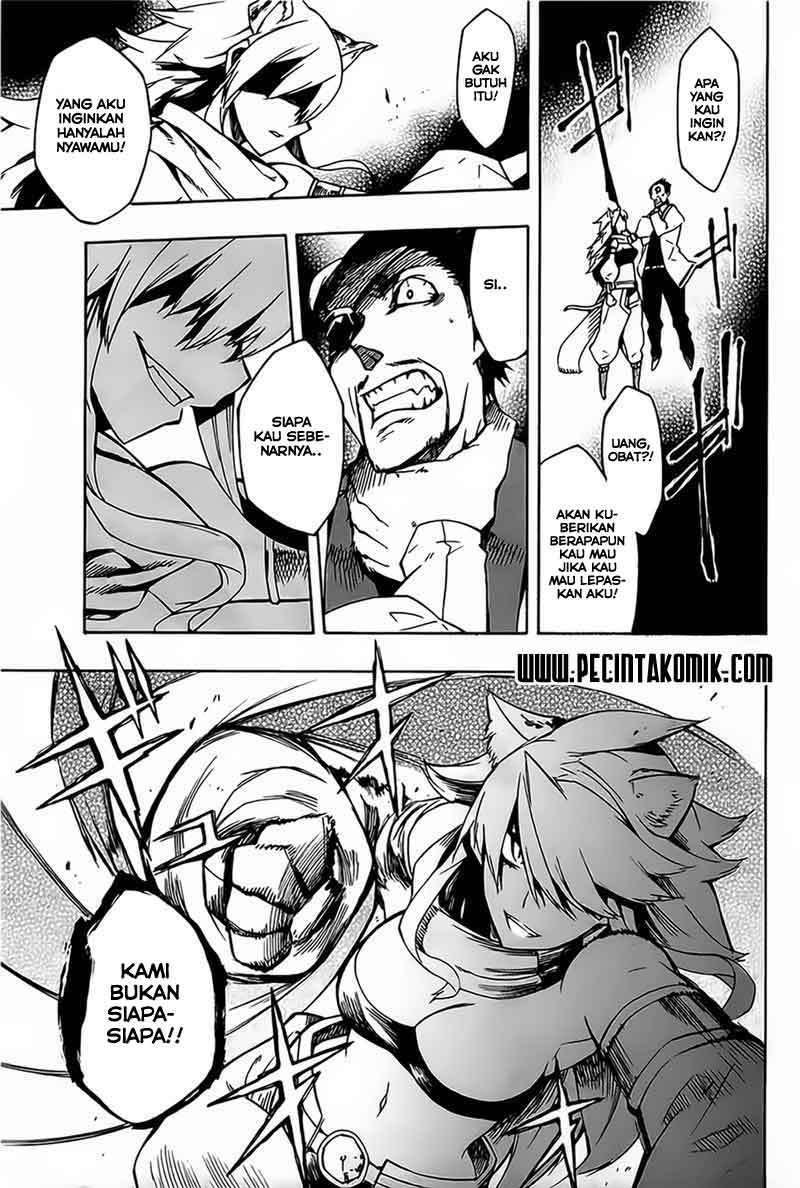 APA
YANG
KAU
INGIN
KAN?!
UANG,
OBAT?!
AKAN KU-
BERIKAN
BERAPAPUN
KAU MAU
JIKA KAU
MAU LEPAS-
KAN AKU!
AKU
GAK
BUTUH
ITU!
YANG AKU
INGINKAN
HANYALAH
NYAWAMU!
SI..
SIAPA
KAU SEBE-
NARNYA..
WWW.PECINTAKOMIK.COM
KAMI
BUKAN
SIAPA-
SIAPA!!